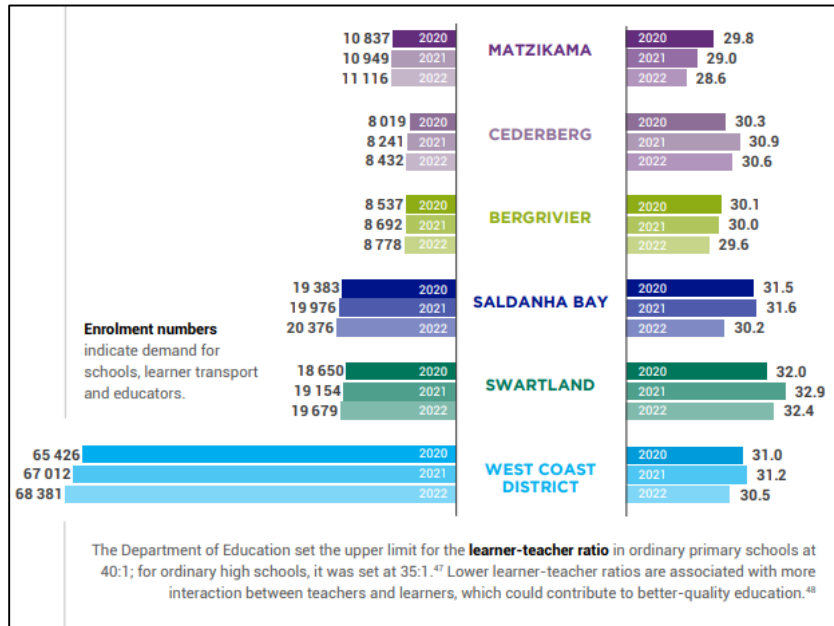 10 837 2020 2020 29.8
10 949 2021 MATZIKAMA 2021 29.0
11 116 2022 2022 28.6
8 019 2020 2020 30.3
8 241 2021 CEDERBERG 2021 30.9
8 432 2022 2022 30.6
8 537 2020 2020 30.1
8 692 2021 BERGRIVIER 2021 30.0
8 778 2022 2022 29.6
19 383 2020 2020 31.5
19 976 2021 SALDANHA BAY 2021 31.6
20 376 2022 2022 30.2
Enrolment numbers
indicate demand for
schools, learner transport
and educators.
18 650 2020 2020 32.0
19 154 2021 SWARTLAND 2021 32.9
19 679 2022 2022 32.4
65 426 2020 2020 31.0
67 012 2021 WEST COAST 2021 31.2
68 381 2022 DISTRICT 2022 30.5
The Department of Education set the upper limit for the learner-teacher ratio in ordinary primary schools at
40:1; for ordinary high schools, it was set at 35:1.⁴⁷ Lower learner-teacher ratios are associated with more
interaction between teachers and learners, which could contribute to better-quality education.⁴⁸